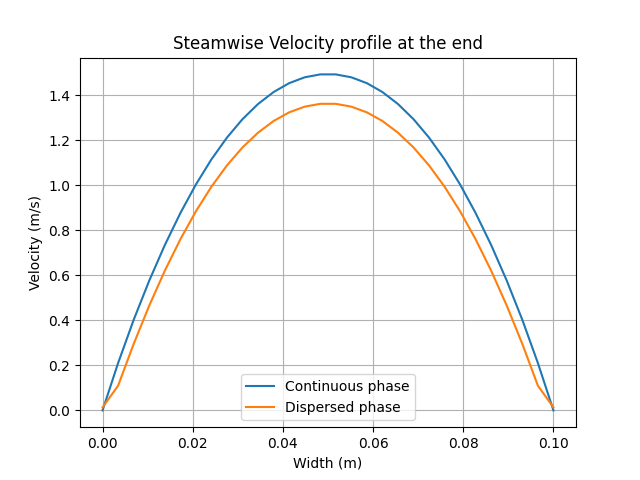 Steamwise Velocity profile at the end
Velocity (m/s)
1.4
1.2
1.0
0.8
0.6
0.4
0.2
0.0
Continuous phase
Dispersed phase
0.00 0.02 0.04 0.06 0.08 0.10
Width (m)